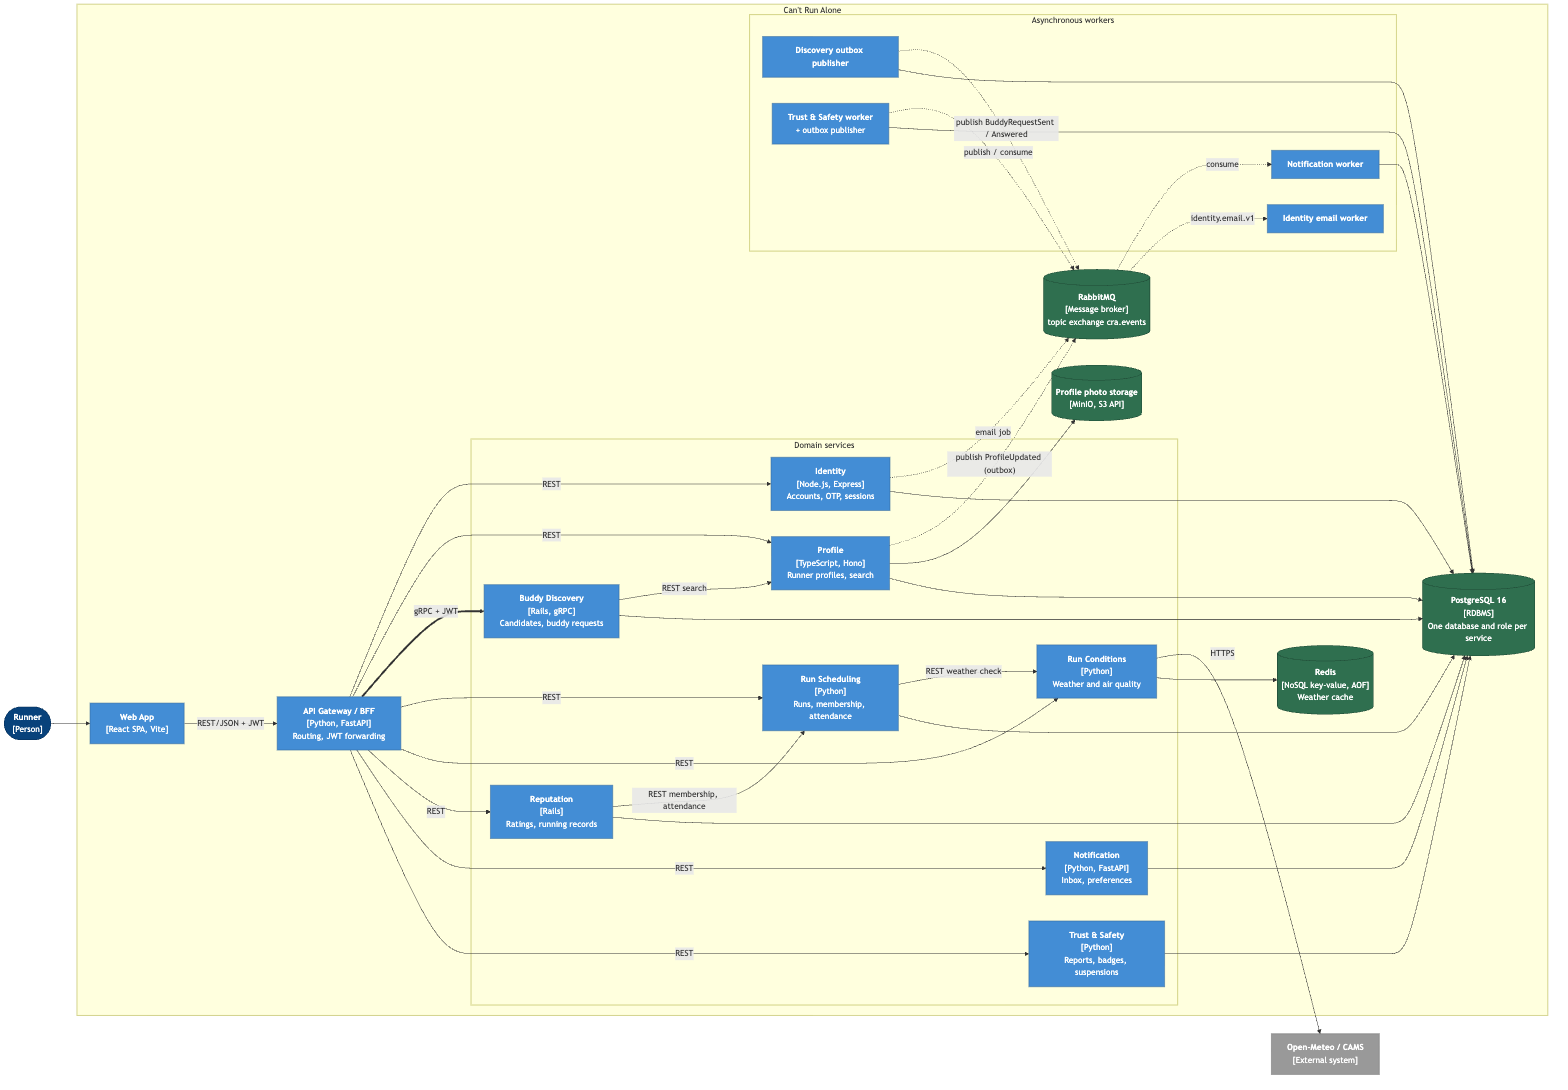 Can't Run Alone
Asynchronous workers
Discovery outbox
publisher
Trust & Safety worker
+ outbox publisher
publish BuddyRequestSent
/ Answered
publish / consume
consume
Notification worker
identity.email.v1
Identity email worker
RabbitMQ
[Message broker]
topic exchange cra.events
Profile photo storage
[MinIO, S3 API]
email job
publish ProfileUpdated
(outbox)
Domain services
REST
Identity
[Node.js, Express]
Accounts, OTP, sessions
REST
Profile
[TypeScript, Hono]
Runner profiles, search
gRPC + JWT
Buddy Discovery
[Rails, gRPC]
Candidates, buddy requests
REST search
PostgreSQL 16
[RDBMS]
One database and role per
service
REST
Run Scheduling
[Python]
Runs, membership,
attendance
REST weather check
Run Conditions
[Python]
Weather and air quality
HTTPS
Redis
[NoSQL key-value, AOF]
Weather cache
Runner
[Person]
Web App
[React SPA, Vite]
REST/JSON + JWT
API Gateway / BFF
[Python, FastAPI]
Routing, JWT forwarding
REST
REST
Reputation
[Rails]
Ratings, running records
REST membership,
attendance
REST
Notification
[Python, FastAPI]
Inbox, preferences
REST
Trust & Safety
[Python]
Reports, badges,
suspensions
Open-Meteo / CAMS
[External system]